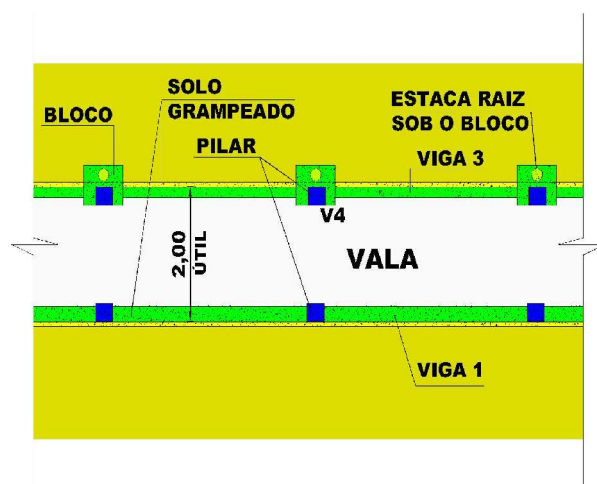 SOLO
GRAMPEADO
BLOCO
PILAR
ESTACA RAIZ
SOB O BLOCO
VIGA 3
V4
2,00
ÚTIL
VALA
VIGA 1